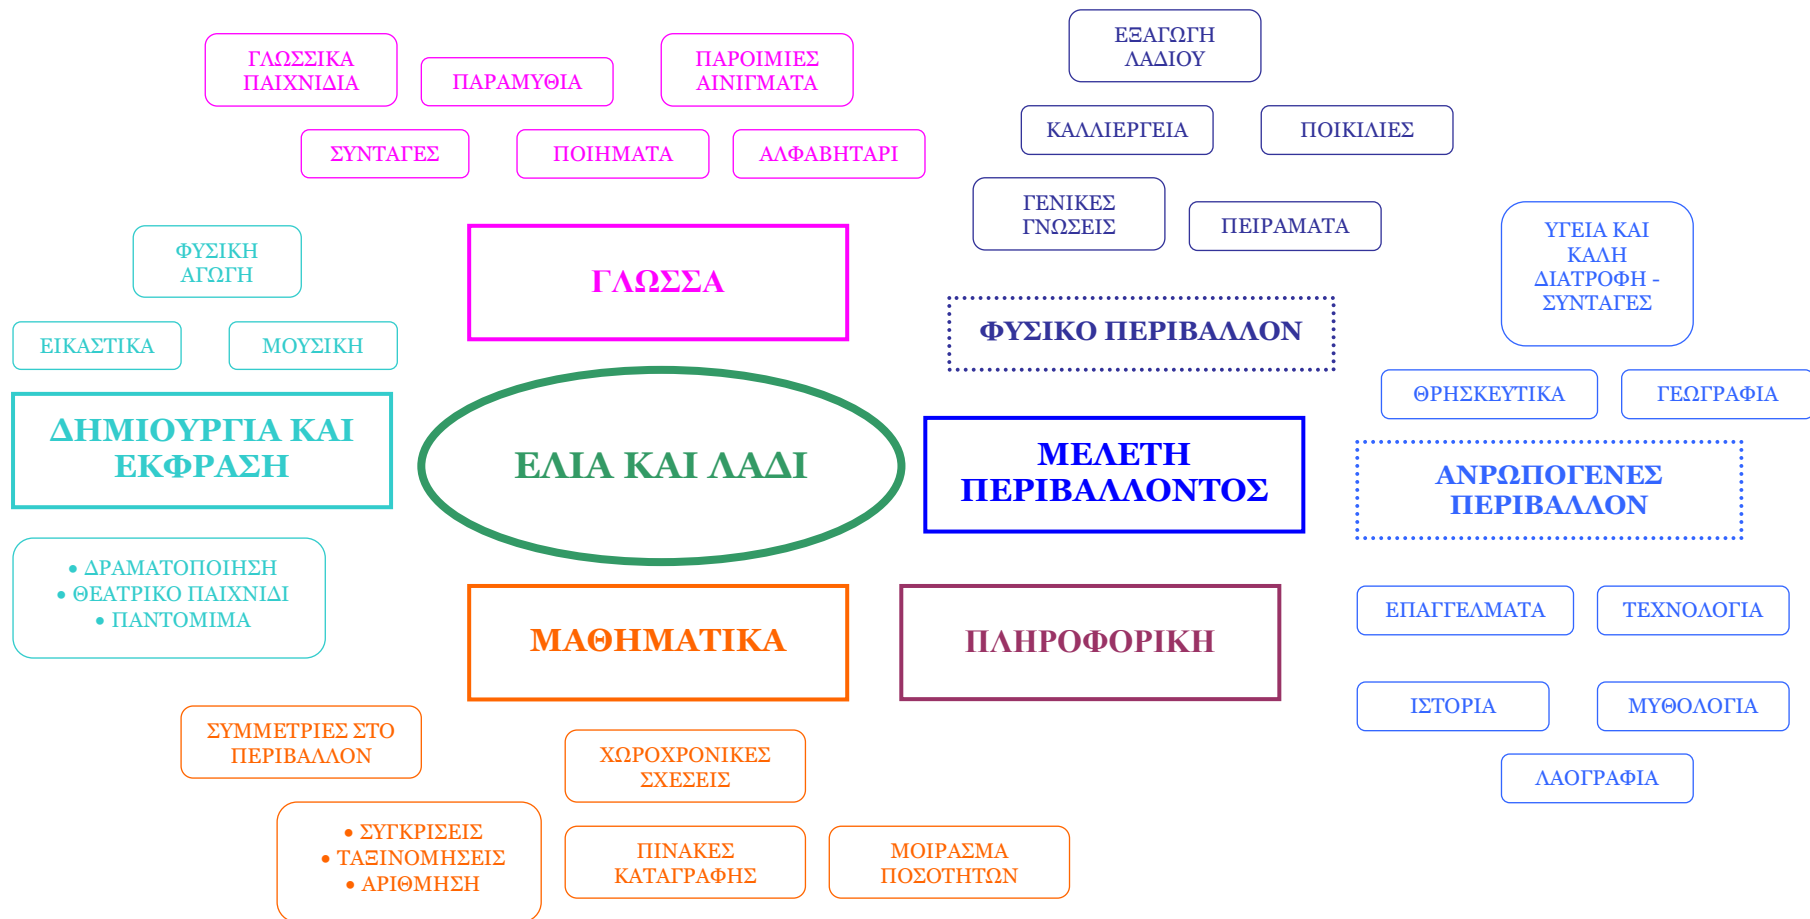 ΓΛΩΣΣΙΚΑ
ΠΑΙΧΝΙΔΙΑ
ΠΑΡΑΜΥΘΙΑ
ΠΑΡΟΙΜΙΕΣ
ΑΙΝΙΓΜΑΤΑ
ΣΥΝΤΑΓΕΣ
ΠΟΙΗΜΑΤΑ
ΑΛΦΑΒΗΤΑΡΙ
ΓΛΩΣΣΑ
ΕΞΑΓΩΓΗ
ΛΑΔΙΟΥ
ΚΑΛΛΙΕΡΓΕΙΑ
ΠΟΙΚΙΛΙΕΣ
ΓΕΝΙΚΕΣ
ΓΝΩΣΕΙΣ
ΠΕΙΡΑΜΑΤΑ
ΦΥΣΙΚΟ ΠΕΡΙΒΑΛΛΟΝ
ΥΓΕΙΑ ΚΑΙ
ΚΑΛΗ
ΔΙΑΤΡΟΦΗ -
ΣΥΝΤΑΓΕΣ
ΘΡΗΣΚΕΥΤΙΚΑ
ΓΕΩΓΡΑΦΙΑ
ΦΥΣΙΚΗ
ΑΓΩΓΗ
ΕΙΚΑΣΤΙΚΑ
ΜΟΥΣΙΚΗ
ΔΗΜΙΟΥΡΓΙΑ ΚΑΙ
ΕΚΦΡΑΣΗ
ΕΛΙΑ ΚΑΙ ΛΑΔΙ
ΜΕΛΕΤΗ
ΠΕΡΙΒΑΛΛΟΝΤΟΣ
ΑΝΡΩΠΟΓΕΝΕΣ
ΠΕΡΙΒΑΛΛΟΝ
• ΔΡΑΜΑΤΟΠΟΙΗΣΗ
• ΘΕΑΤΡΙΚΟ ΠΑΙΧΝΙΔΙ
• ΠΑΝΤΟΜΙΜΑ
ΜΑΘΗΜΑΤΙΚΑ
ΠΛΗΡΟΦΟΡΙΚΗ
ΕΠΑΓΓΕΛΜΑΤΑ
ΤΕΧΝΟΛΟΓΙΑ
ΙΣΤΟΡΙΑ
ΜΥΘΟΛΟΓΙΑ
ΛΑΟΓΡΑΦΙΑ
ΣΥΜΜΕΤΡΙΕΣ ΣΤΟ
ΠΕΡΙΒΑΛΛΟΝ
ΧΩΡΟΧΡΟΝΙΚΕΣ
ΣΧΕΣΕΙΣ
• ΣΥΓΚΡΙΣΕΙΣ
• ΤΑΞΙΝΟΜΗΣΕΙΣ
• ΑΡΙΘΜΗΣΗ
ΠΙΝΑΚΕΣ
ΚΑΤΑΓΡΑΦΗΣ
ΜΟΙΡΑΣΜΑ
ΠΟΣΟΤΗΤΩΝ